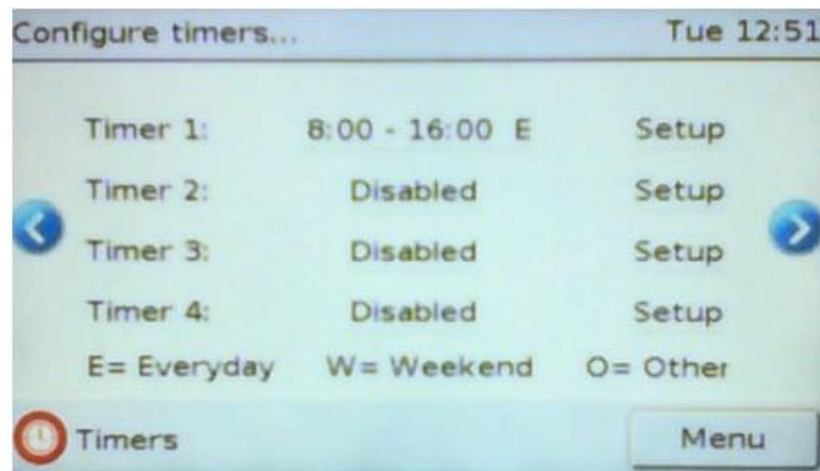 Configure timers... Tue 12:51
Timer 1: 8:00 - 16:00 E Setup
Timer 2: Disabled Setup
Timer 3: Disabled Setup
Timer 4: Disabled Setup
E= Everyday W= Weekend O= Other
Timers Menu